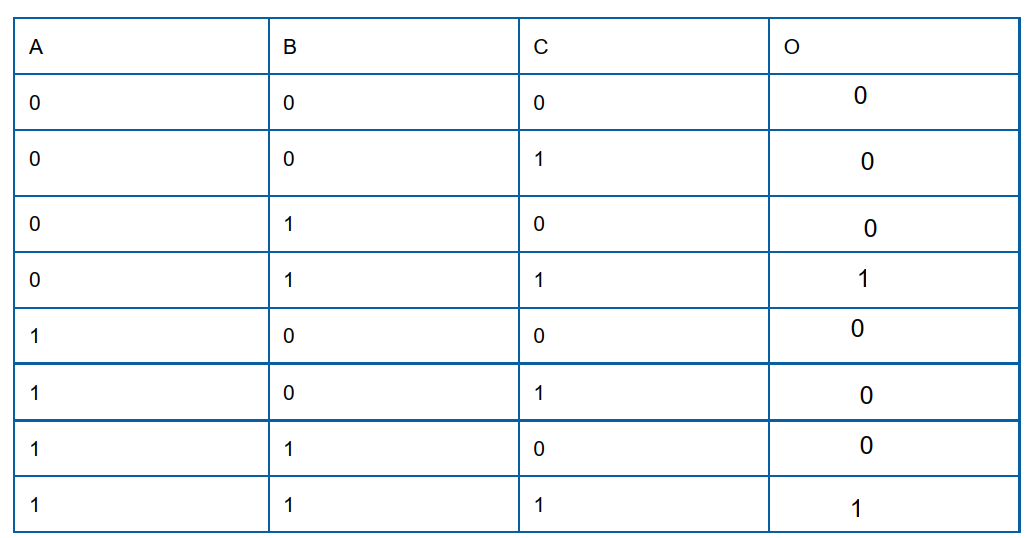 A B C O
0 0 0 0
0 0 1 0
0 1 0 0
0 1 1 1
1 0 0 0
1 0 1 0
1 1 0 0
1 1 1 1